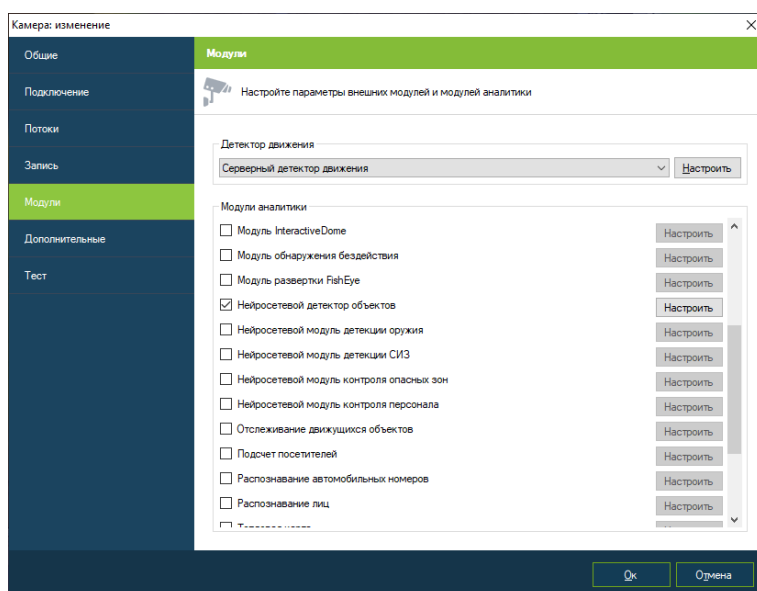 Камера: изменение
Общие
Подключение
Потоки
Запись
Модули
Дополнительные
Тест
Модули
Настройте параметры внешних модулей и модулей аналитики
Детектор движения
Серверный детектор движения Настроить
Модули аналитики
Модуль InteractiveDome Настроить
Модуль обнаружения бездействия Настроить
Модуль развертки FishEye Настроить
Нейросетевой детектор объектов Настроить
Нейросетевой модуль детекции оружия Настроить
Нейросетевой модуль детекции СИЗ Настроить
Нейросетевой модуль контроля опасных зон Настроить
Нейросетевой модуль контроля персонала Настроить
Отслеживание движущихся объектов Настроить
Подсчет посетителей Настроить
Распознавание автомобильных номеров Настроить
Распознавание лиц Настроить
Ок Отмена